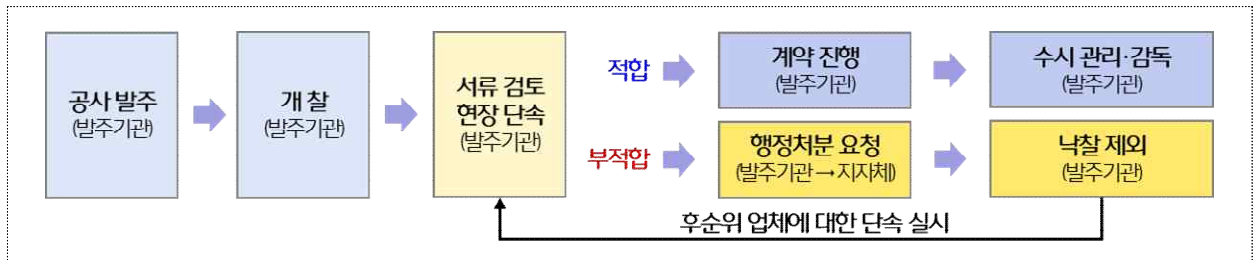 공사 발주
(발주기관)
개 찰
(발주기관)
서류 검토
현장 단속
(발주기관)
적합
계약 진행
(발주기관)
수시 관리·감독
(발주기관)
부적합
행정처분 요청
(발주기관→지자체)
낙찰 제외
(발주기관)
후순위 업체에 대한 단속 실시